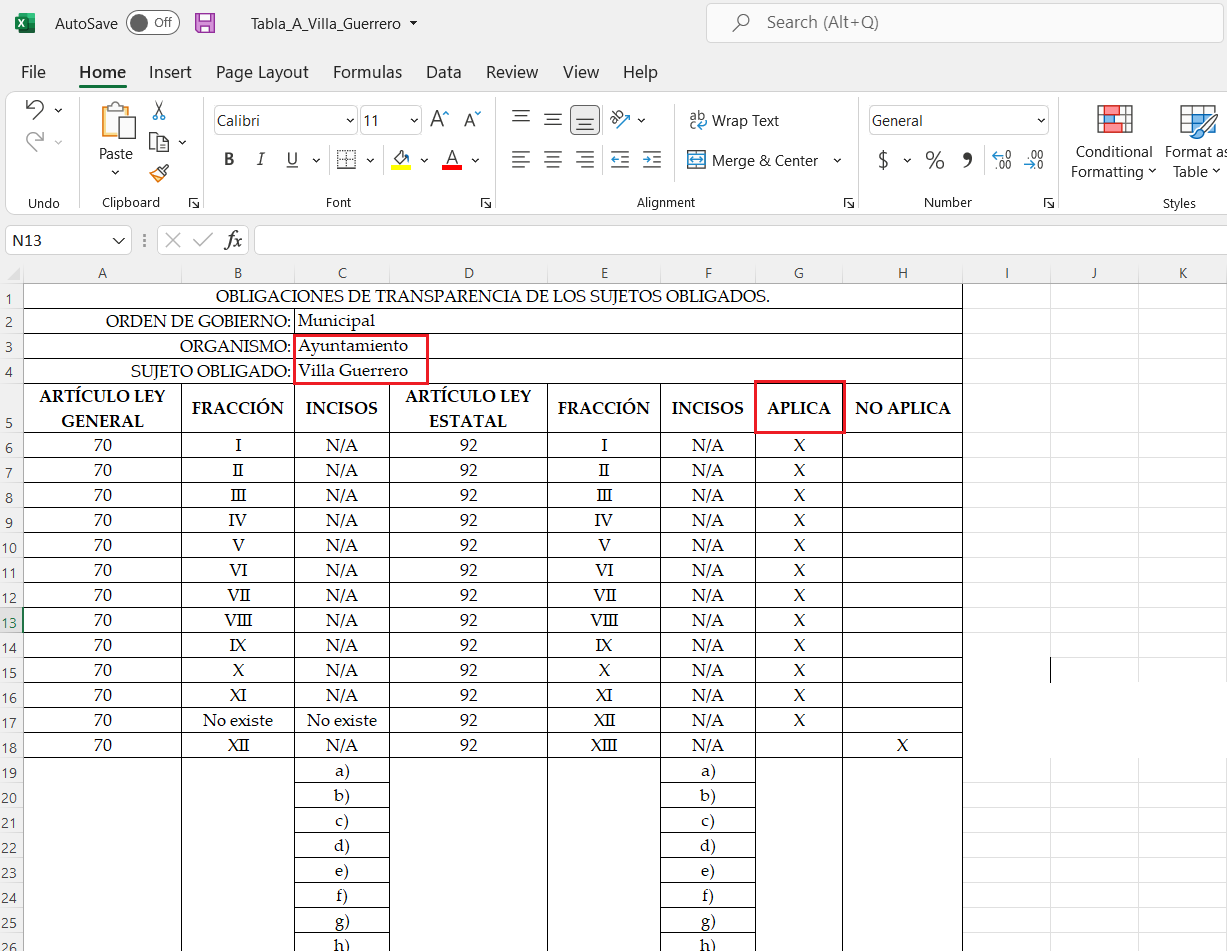 AutoSave Off Tabla_A_Villa_Guerrero Search (Alt+Q)
File Home Insert Page Layout Formulas Data Review View Help
Calibri 11 Wrap Text General
Paste B I U A Merge & Center $ % Conditional Formatting Format as Table
Undo Clipboard Font Alignment Number Styles
N13 fx
A B C D E F G H I J K
1 OBLIGACIONES DE TRANSPARENCIA DE LOS SUJETOS OBLIGADOS.
2 ORDEN DE GOBIERNO: Municipal
3 ORGANISMO: Ayuntamiento
4 SUJETO OBLIGADO: Villa Guerrero
5 ARTÍCULO LEY GENERAL FRACCIÓN INCISOS ARTÍCULO LEY ESTATAL FRACCIÓN INCISOS APLICA NO APLICA
6 70 I N/A 92 I N/A X
7 70 II N/A 92 II N/A X
8 70 III N/A 92 III N/A X
9 70 IV N/A 92 IV N/A X
10 70 V N/A 92 V N/A X
11 70 VI N/A 92 VI N/A X
12 70 VII N/A 92 VII N/A X
13 70 VIII N/A 92 VIII N/A X
14 70 IX N/A 92 IX N/A X
15 70 X N/A 92 X N/A X
16 70 XI N/A 92 XI N/A X
17 70 No existe No existe 92 XII N/A X
18 70 XII N/A 92 XIII N/A X
19 a) a)
20 b) b)
21 c) c)
22 d) d)
23 e) e)
24 f) f)
25 g) g)
26 h) h)